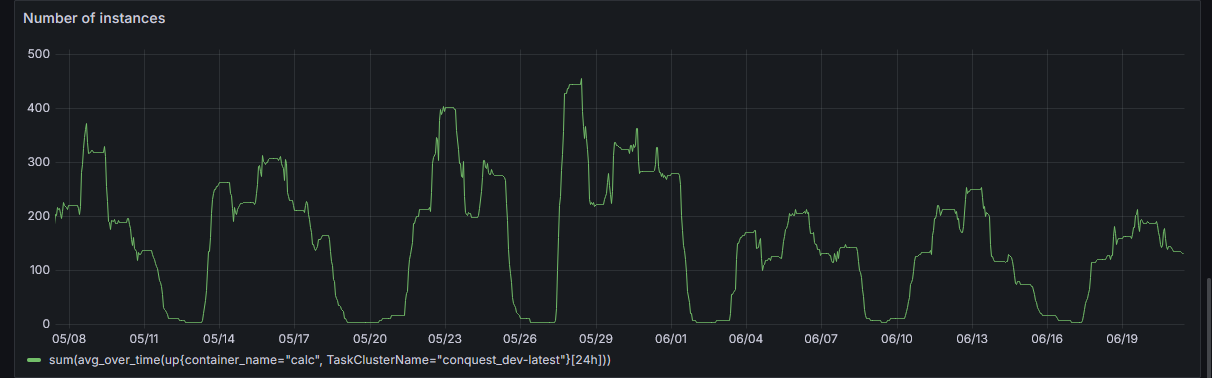 Number of instances
500
400
300
200
100
0
05/08 05/11 05/14 05/17 05/20 05/23 05/26 05/29 06/01 06/04 06/07 06/10 06/13 06/16 06/19
sum(avg_over_time(up{container_name="calc", TaskClusterName="conquest_dev-latest"}[24h]))